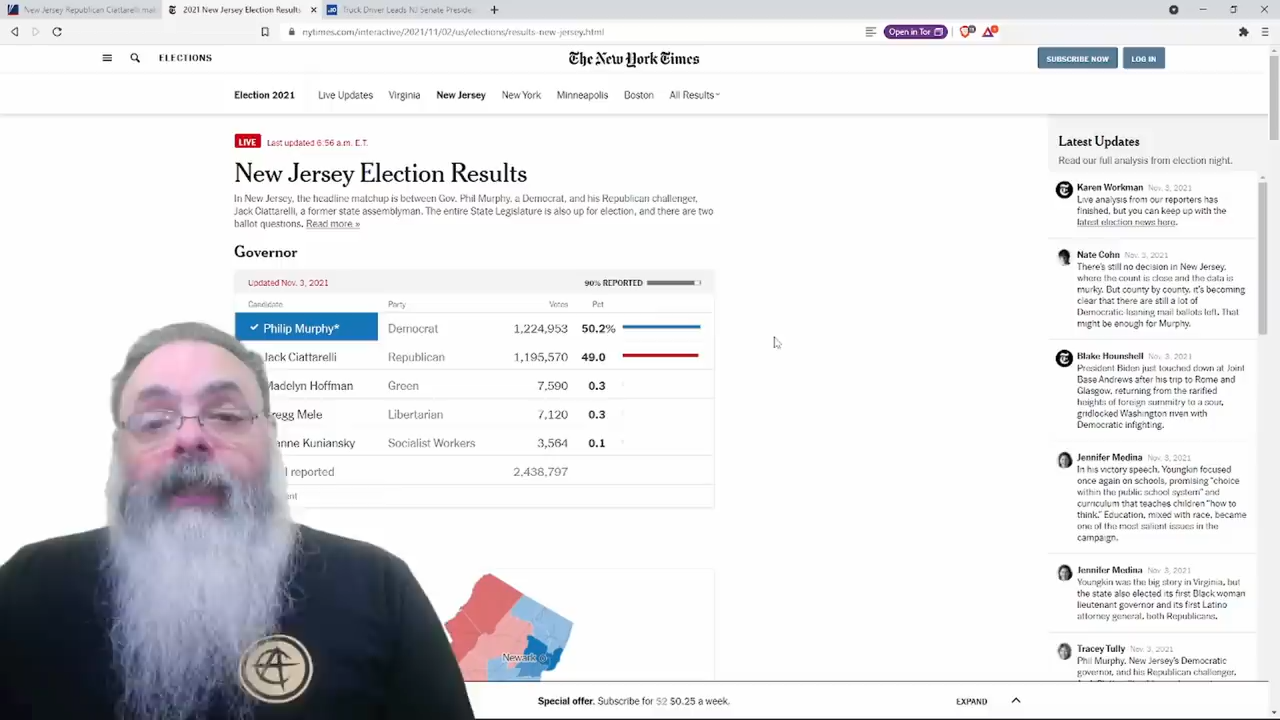 New Jersey Republican Ciattarelli mai
2021 New Jersey Election Results
Truck Driver Leads NJ Senate Preside
nytimes.com/interactive/2021/11/02/us/elections/results-new-jersey.html
Open in Tor
ELECTIONS
The New York Times
SUBSCRIBE NOW
LOG IN
Election 2021
Live Updates
Virginia
New Jersey
New York
Minneapolis
Boston
All Results
LIVE
Last updated 6:56 a.m. E.T.
New Jersey Election Results
In New Jersey, the headline matchup is between Gov. Phil Murphy, a Democrat, and his Republican challenger,
Jack Ciattarelli, a former state assemblyman. The entire State Legislature is also up for election, and there are two
ballot questions. Read more »
Governor
Updated Nov. 3, 2021
90% REPORTED
Candidate Party Votes Pct
Philip Murphy* Democrat 1,224,953 50.2%
Jack Ciattarelli Republican 1,195,570 49.0
Madelyn Hoffman Green 7,590 0.3
regg Mele Libertarian 7,120 0.3
anne Kuniansky Socialist Workers 3,564 0.1
l reported 2,438,797
ent
Newark
Latest Updates
Read our full analysis from election night.
Karen Workman Nov. 3, 2021
Live analysis from our reporters has
finished, but you can keep up with the
latest election news here.
Nate Cohn Nov. 3, 2021
There's still no decision in New Jersey,
where the count is close and the data is
murky. But county by county, it's becoming
clear that there are still a lot of
Democratic-leaning mail ballots left. That
might be enough for Murphy.
Blake Hounshell Nov. 3, 2021
President Biden just touched down at Joint
Base Andrews after his trip to Rome and
Glasgow, returning from the rarified
heights of foreign summitry to a sour,
gridlocked Washington riven with
Democratic infighting.
Jennifer Medina Nov. 3, 2021
In his victory speech, Youngkin focused
once again on schools, promising "choice
within the public school system" and
curriculum that teaches children "how to
think." Education, mixed with race, became
one of the most salient issues in the
campaign.
Jennifer Medina Nov. 3, 2021
Youngkin was the big story in Virginia, but
the state also elected its first Black woman
lieutenant governor and its first Latino
attorney general, both Republicans.
Tracey Tully Nov. 3, 2021
Phil Murphy, New Jersey's Democratic
governor, and his Republican challenger,
Special offer. Subscribe for $2 $0.25 a week.
EXPAND